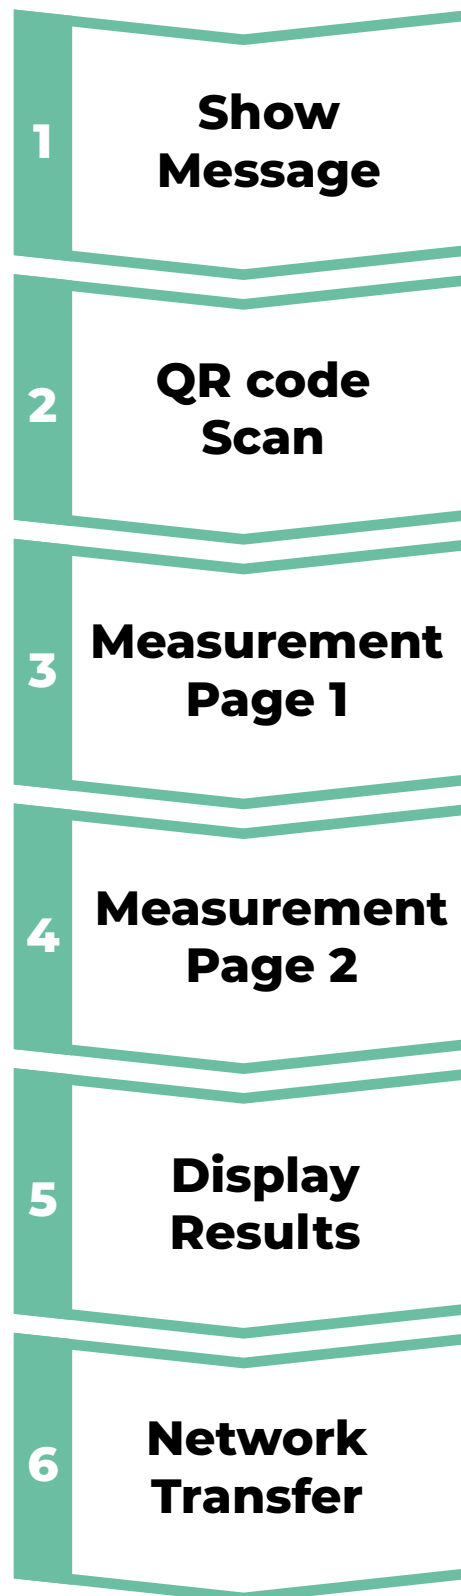 1
Show
Message
2
QR code
Scan
3
Measurement
Page 1
4
Measurement
Page 2
5
Display
Results
6
Network
Transfer